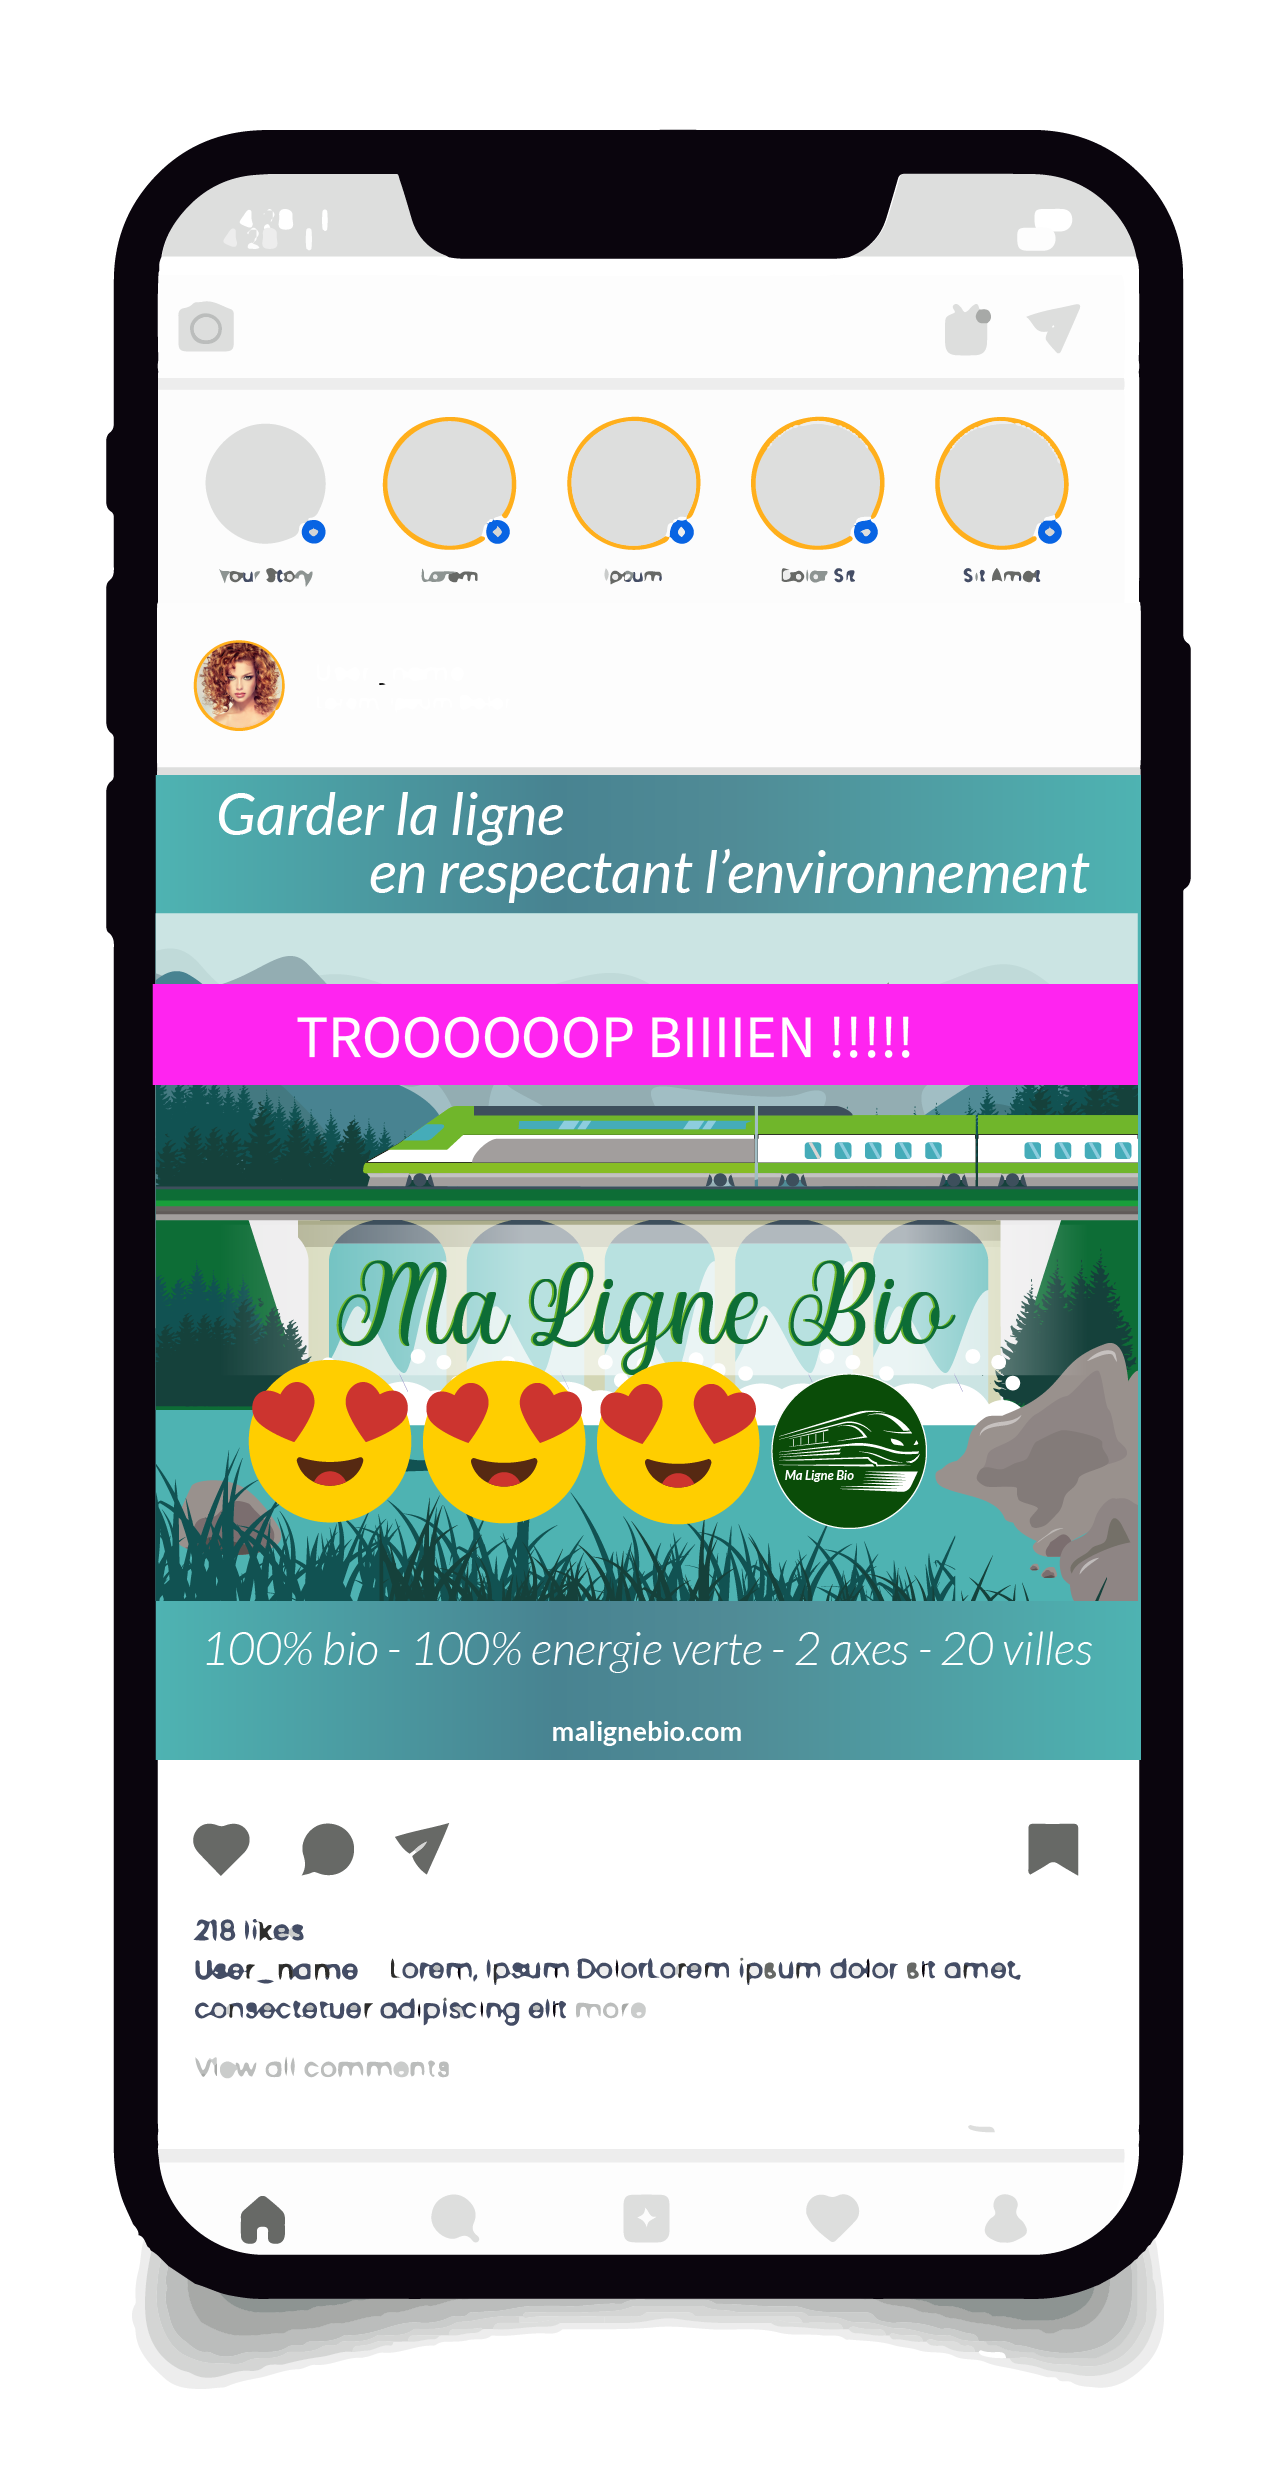 Your Story
Lorem
Ipsum
Dolor Sit
Sit Amet
Garder la ligne
en respectant l’environnement
TROOOOOOP BIIIIEN !!!!!
Ma Ligne Bio
Ma Ligne Bio
100% bio - 100% energie verte - 2 axes - 20 villes
malignebio.com
218 likes
User_name Lorem, Ipsum DolorLorem ipsum dolor sit amet,
consectetuer adipiscing elit more
View all comments